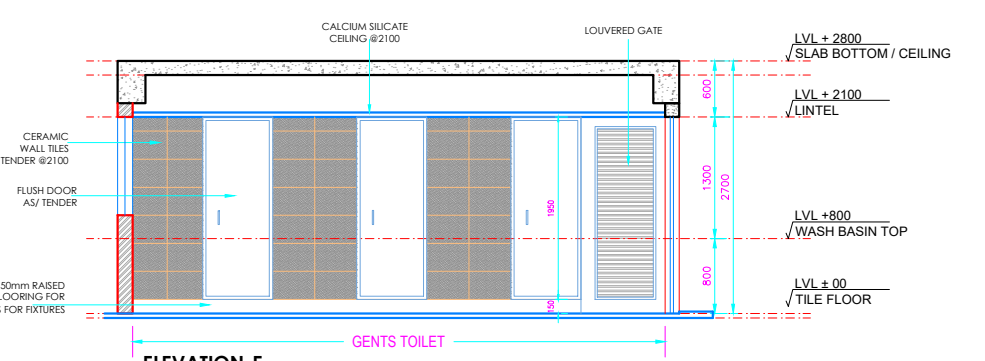 CALCIUM SILICATE
CEILING @2100
LOUVERED GATE
LVL + 2800
SLAB BOTTOM / CEILING
600
LVL + 2100
LINTEL
CERAMIC
WALL TILES
TENDER @2100
FLUSH DOOR
AS/ TENDER
1300
2700
1950
LVL +800
WASH BASIN TOP
50mm RAISED
LOORING FOR
FOR FIXTURES
800
150
LVL ± 00
TILE FLOOR
GENTS TOILET